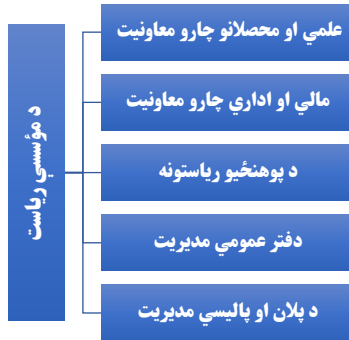 د مؤسسې ریاست
علمي او محصلانو چارو معاونیت
مالي او اداري چارو معاونیت
د پوهنځیو ریاستونه
دفتر عمومي مدیریت
د پلان او پالیسي مدیریت